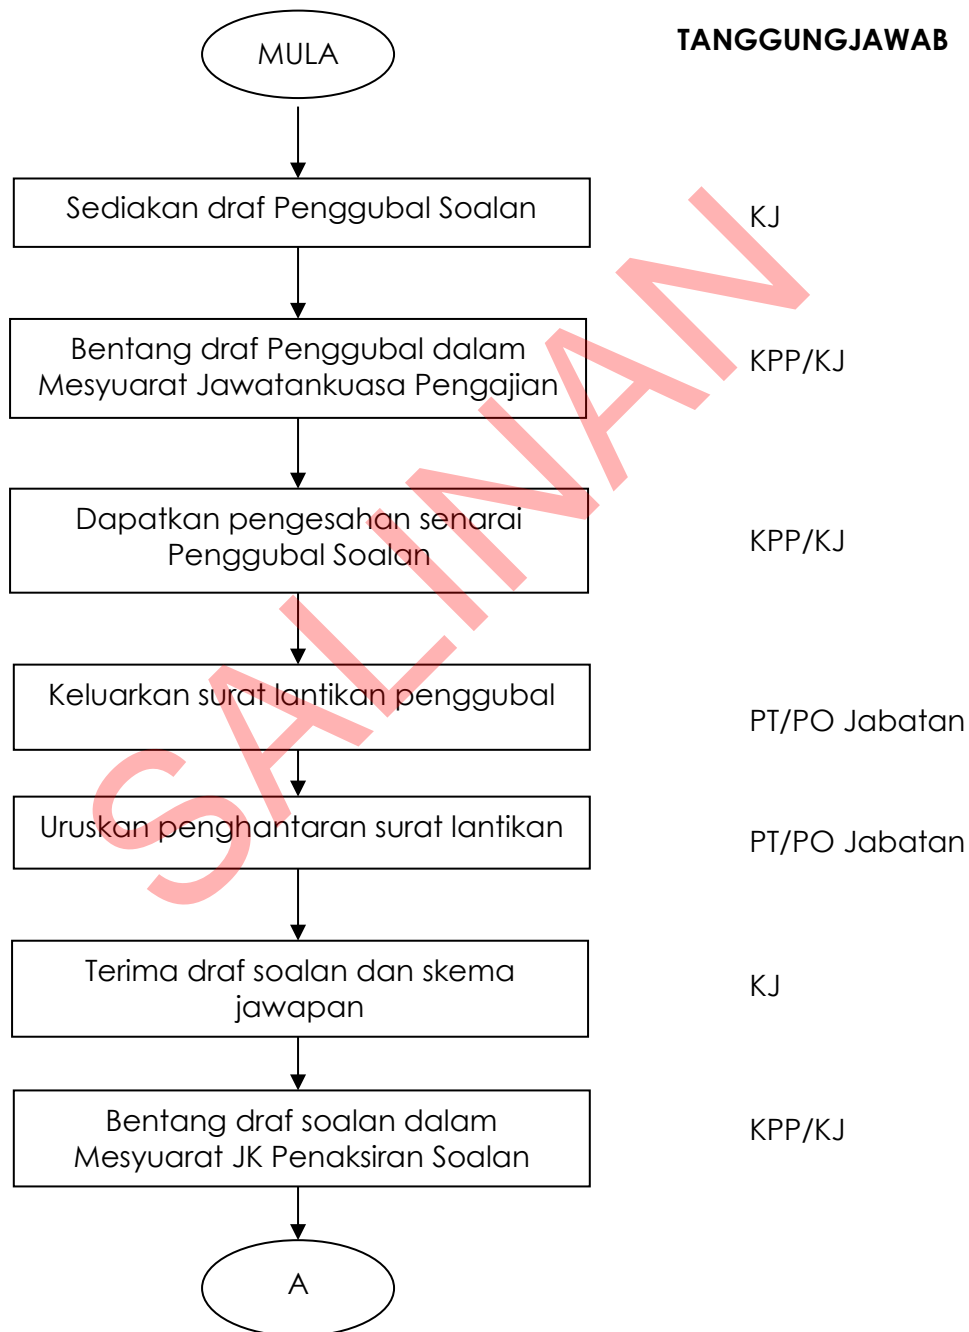 MULA
TANGGUNGJAWAB
Sediakan draf Penggubal Soalan
KJ
Bentang draf Penggubal dalam
Mesyuarat Jawatankuasa Pengajian
KPP/KJ
Dapatkan pengesahan senarai
Penggubal Soalan
KPP/KJ
Keluarkan surat lantikan penggubal
PT/PO Jabatan
Uruskan penghantaran surat lantikan
PT/PO Jabatan
Terima draf soalan dan skema
jawapan
KJ
Bentang draf soalan dalam
Mesyuarat JK Penaksiran Soalan
KPP/KJ
A
SALINAN